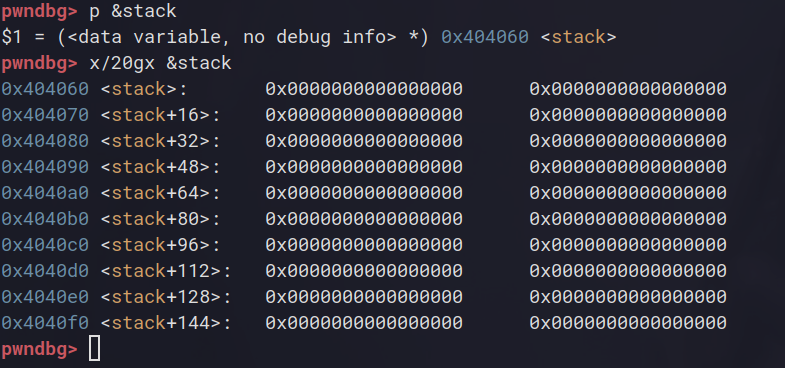 pwndbg> p &stack
$1 = (<data variable, no debug info> *) 0x404060 <stack>
pwndbg> x/20gx &stack
0x404060 <stack>: 0x0000000000000000 0x0000000000000000
0x404070 <stack+16>: 0x0000000000000000 0x0000000000000000
0x404080 <stack+32>: 0x0000000000000000 0x0000000000000000
0x404090 <stack+48>: 0x0000000000000000 0x0000000000000000
0x4040a0 <stack+64>: 0x0000000000000000 0x0000000000000000
0x4040b0 <stack+80>: 0x0000000000000000 0x0000000000000000
0x4040c0 <stack+96>: 0x0000000000000000 0x0000000000000000
0x4040d0 <stack+112>: 0x0000000000000000 0x0000000000000000
0x4040e0 <stack+128>: 0x0000000000000000 0x0000000000000000
0x4040f0 <stack+144>: 0x0000000000000000 0x0000000000000000
pwndbg>